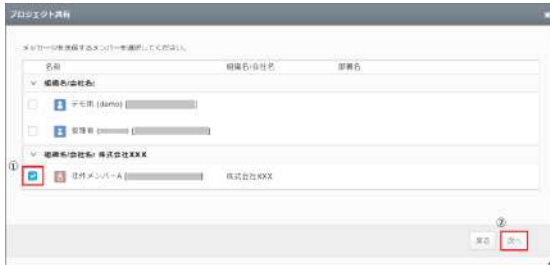 プロジェクト共有
メッセージを送信するメンバーを選択してください。
名前 組織名/会社名 部署名
組織名/会社名:
デモ用 (demo)
管理者
組織名/会社名: 株式会社XXX
①
社外メンバーA 株式会社XXX
②
戻る 次へ